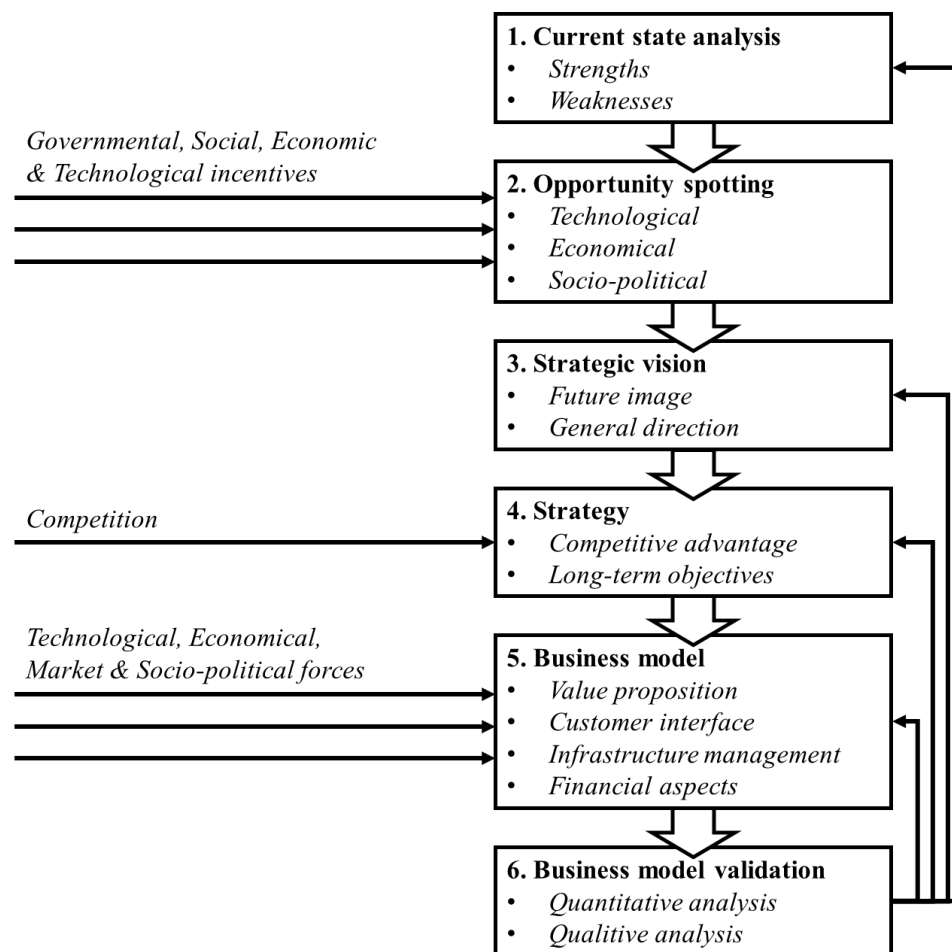 1. Current state analysis
• Strengths
• Weaknesses
Governmental, Social, Economic
& Technological incentives
2. Opportunity spotting
• Technological
• Economical
• Socio-political
3. Strategic vision
• Future image
• General direction
Competition
4. Strategy
• Competitive advantage
• Long-term objectives
Technological, Economical,
Market & Socio-political forces
5. Business model
• Value proposition
• Customer interface
• Infrastructure management
• Financial aspects
6. Business model validation
• Quantitative analysis
• Qualitive analysis